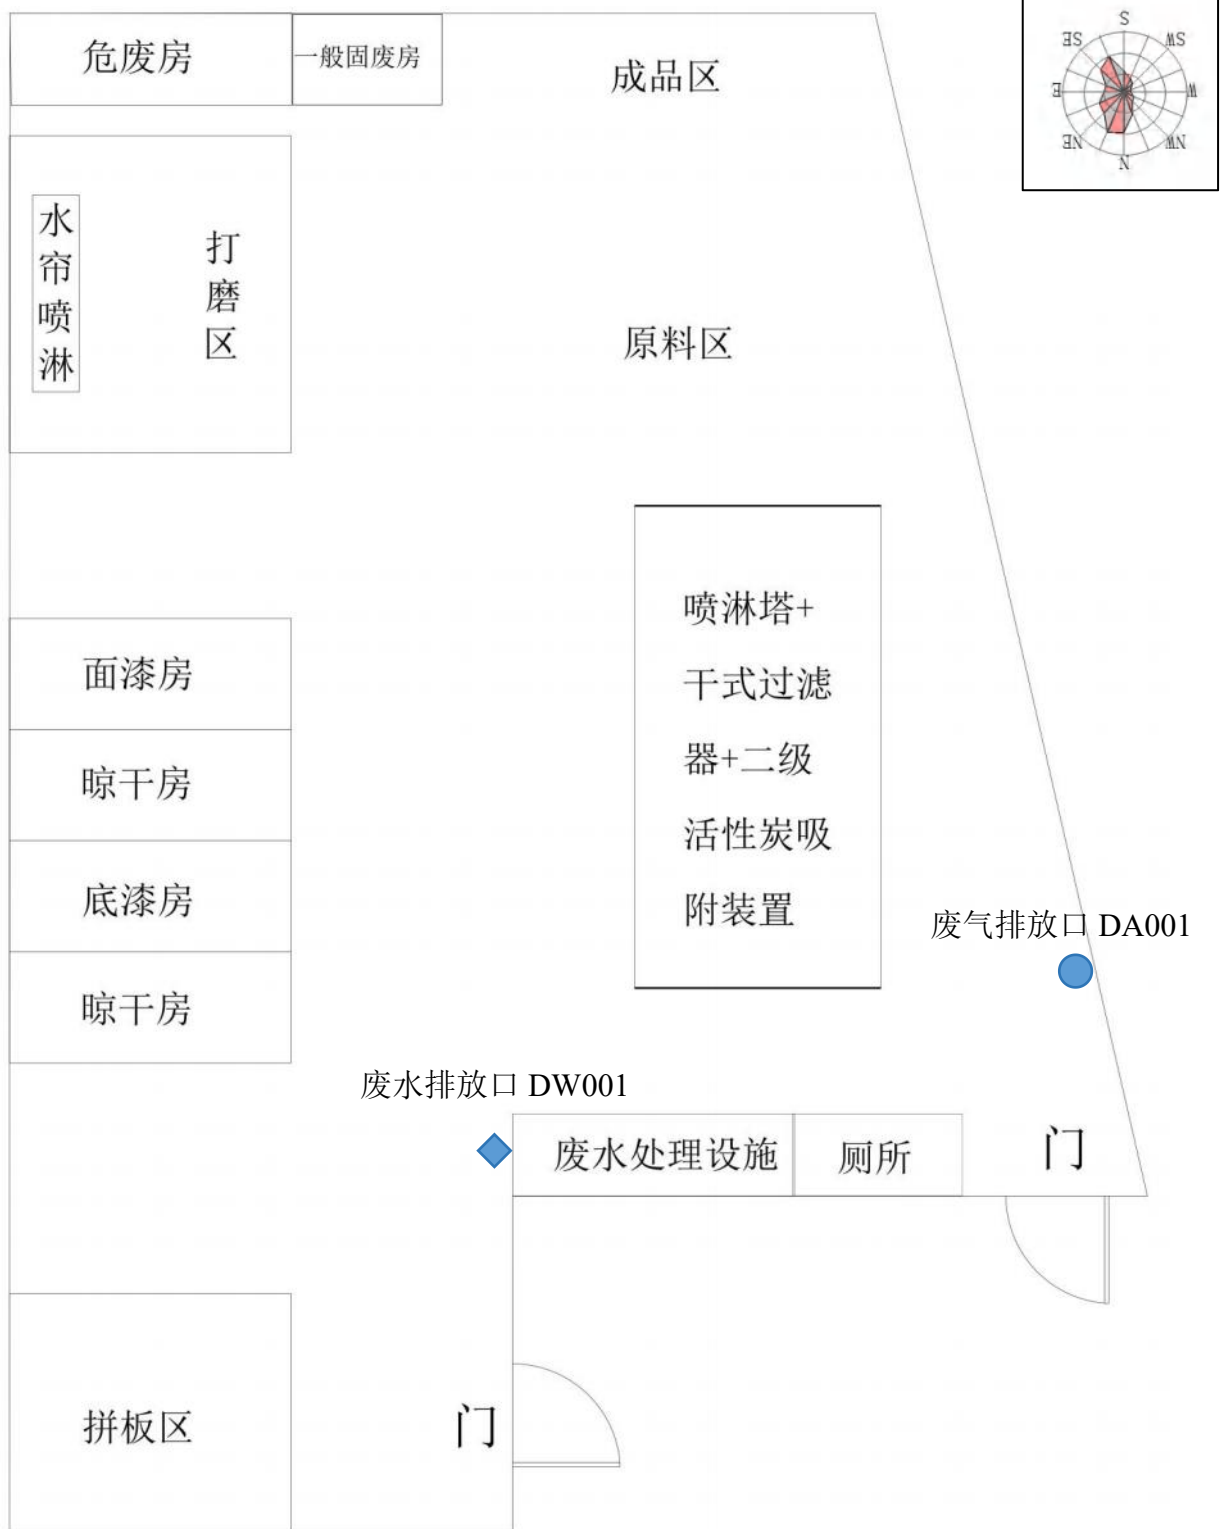 危废房
一般固废房
成品区
S
SE
SW
E
W
NE
NW
N
水帘喷淋
打磨区
原料区
喷淋塔+
干式过滤
器+二级
活性炭吸
附装置
面漆房
晾干房
底漆房
晾干房
废气排放口 DA001
废水排放口 DW001
废水处理设施
厕所
门
拼板区
门